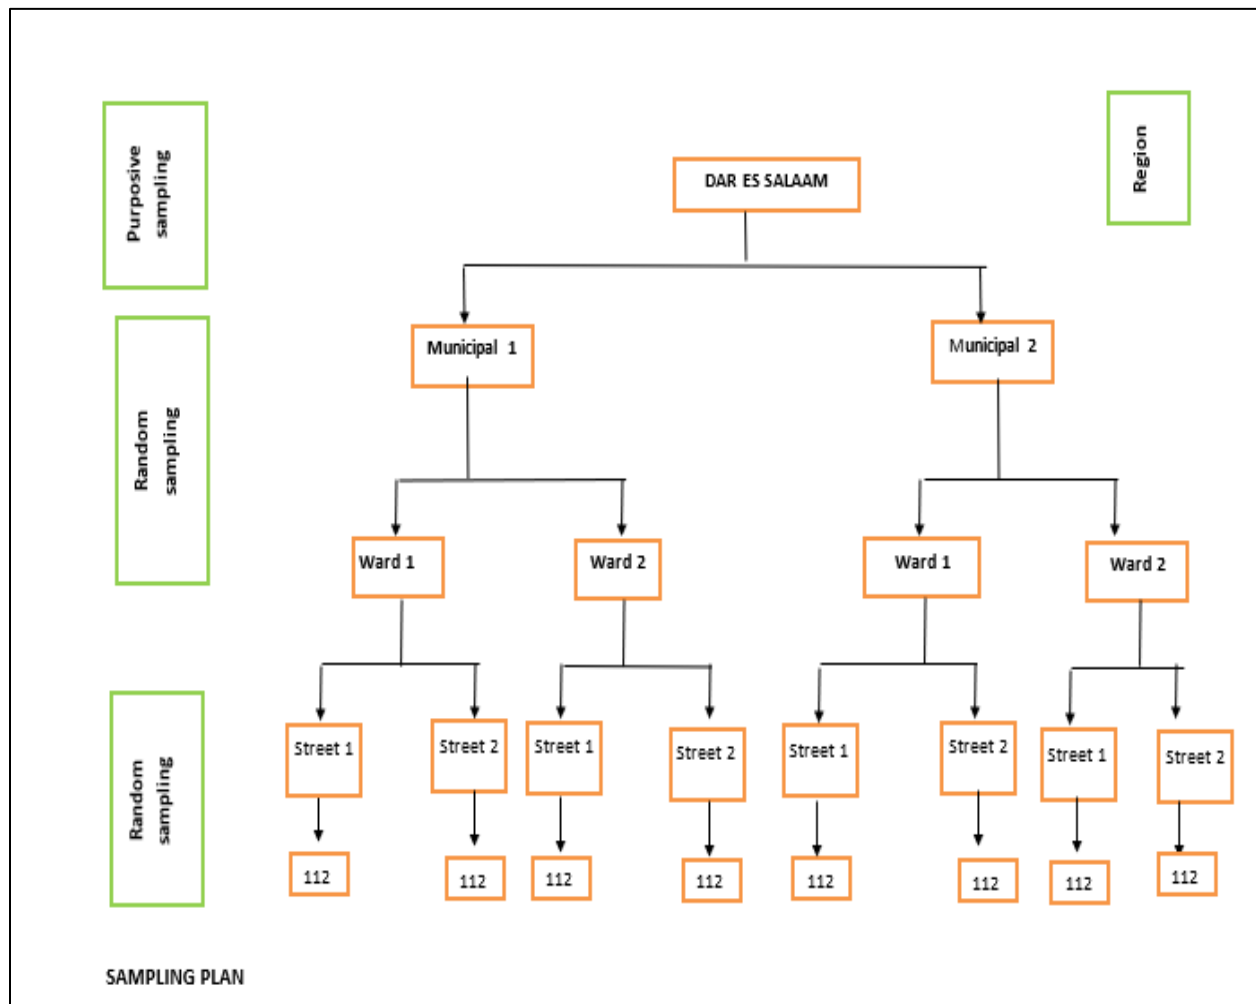 Purposive
sampling
Region
DAR ES SALAAM
Random
sampling
Municipal 1
Municipal 2
Ward 1
Ward 2
Ward 1
Ward 2
Random
sampling
Street 1
Street 2
Street 1
Street 2
Street 1
Street 2
Street 1
Street 2
112
112
112
112
112
112
112
112
SAMPLING PLAN